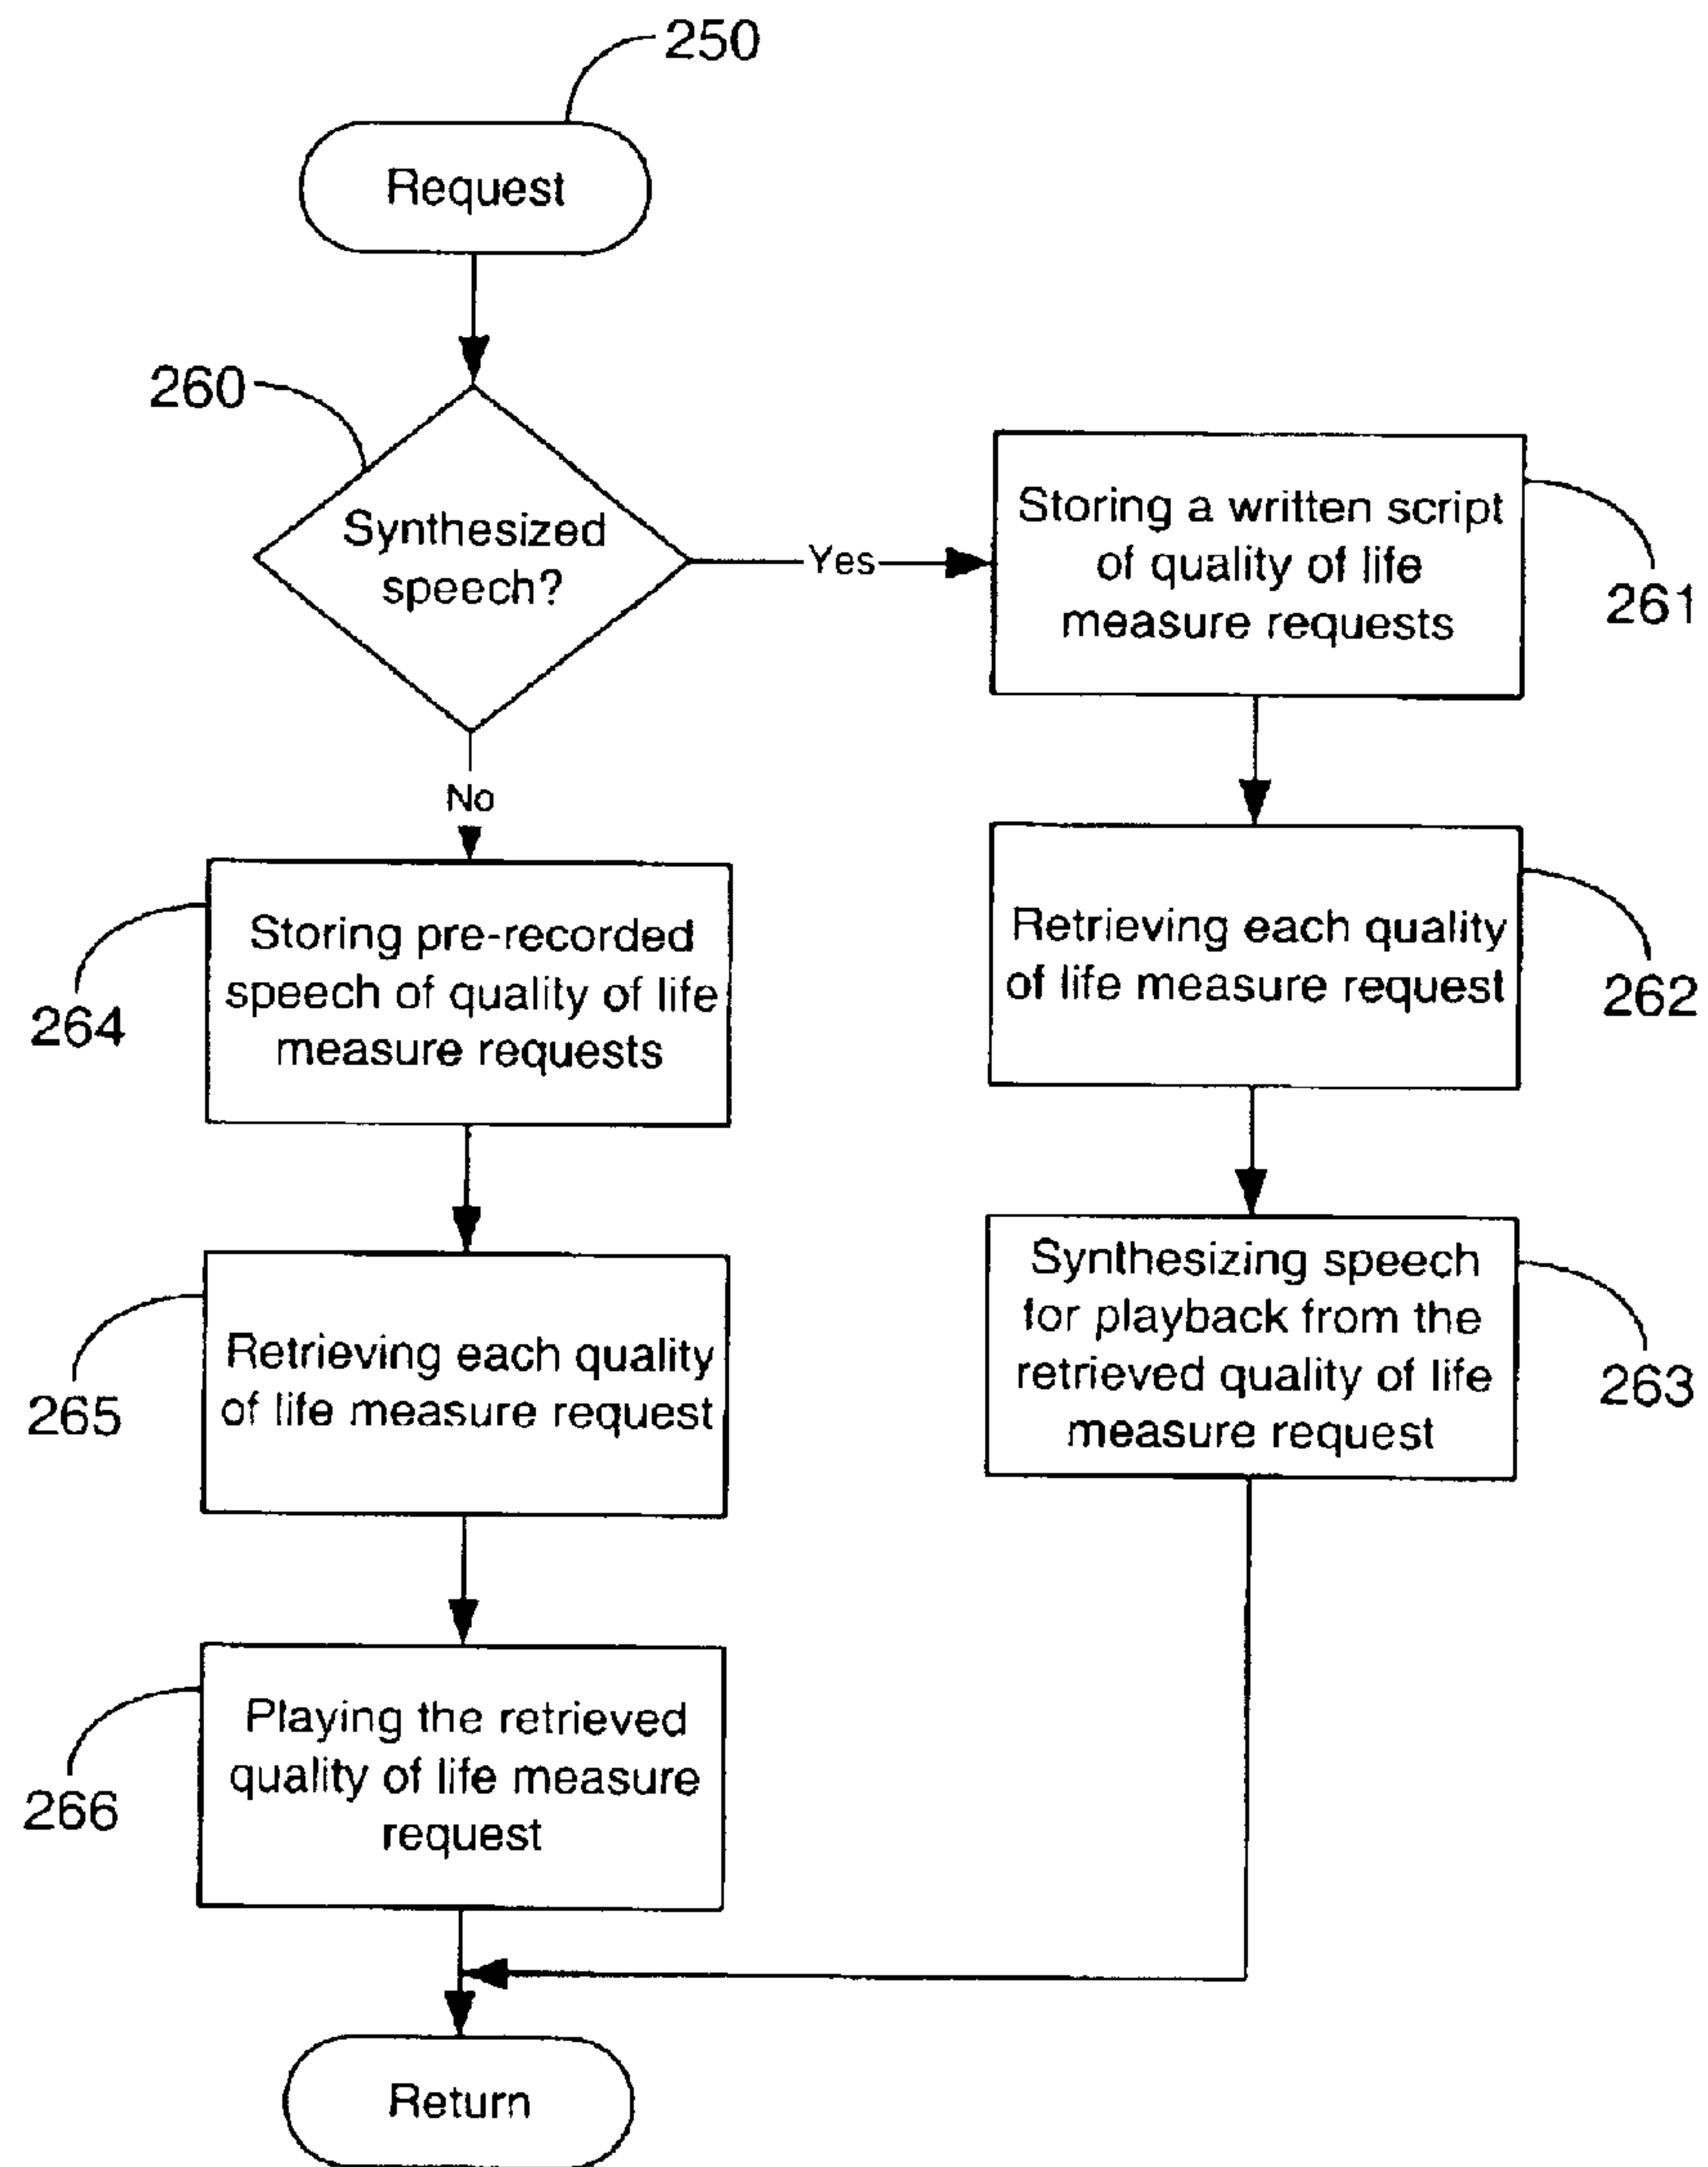 250
Request
260
Synthesized
speech?
Yes
Storing a written script
of quality of life
measure requests
261
No
Retrieving each quality
of life measure request
262
Storing pre-recorded
speech of quality of life
measure requests
264
Synthesizing speech
for playback from the
retrieved quality of life
measure request
263
Retrieving each quality
of life measure request
265
Playing the retrieved
quality of life measure
request
266
Return